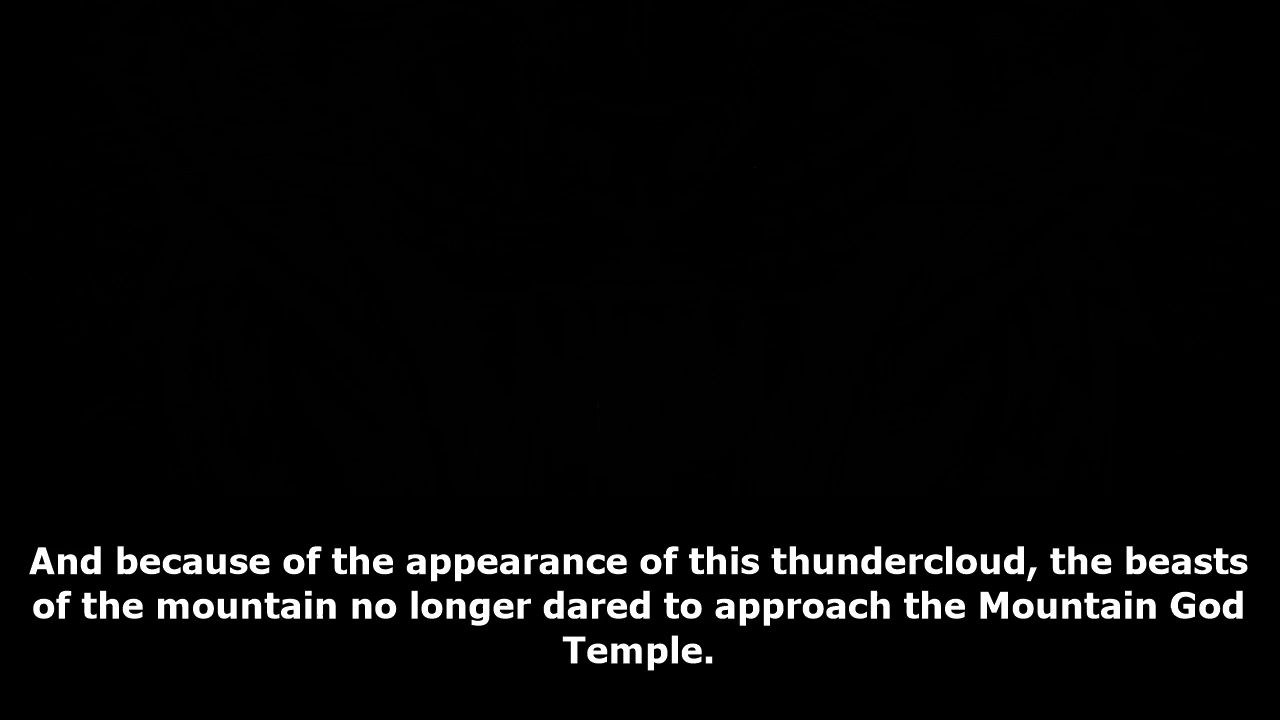 And because of the appearance of this thundercloud, the beasts
of the mountain no longer dared to approach the Mountain God
Temple.